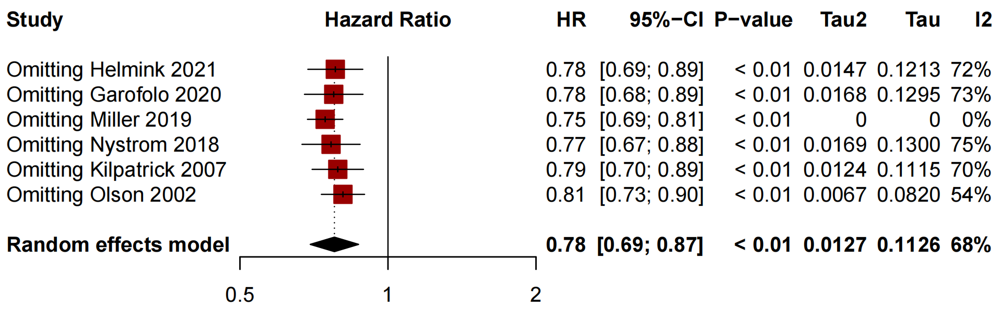 Study Hazard Ratio HR 95%−CI P−value Tau2 Tau I2
Omitting Helmink 2021 0.78 [0.69; 0.89] < 0.01 0.0147 0.1213 72%
Omitting Garofolo 2020 0.78 [0.68; 0.89] < 0.01 0.0168 0.1295 73%
Omitting Miller 2019 0.75 [0.69; 0.81] < 0.01 0 0 0%
Omitting Nystrom 2018 0.77 [0.67; 0.88] < 0.01 0.0169 0.1300 75%
Omitting Kilpatrick 2007 0.79 [0.70; 0.89] < 0.01 0.0124 0.1115 70%
Omitting Olson 2002 0.81 [0.73; 0.90] < 0.01 0.0067 0.0820 54%
Random effects model 0.78 [0.69; 0.87] < 0.01 0.0127 0.1126 68%
0.5 1 2